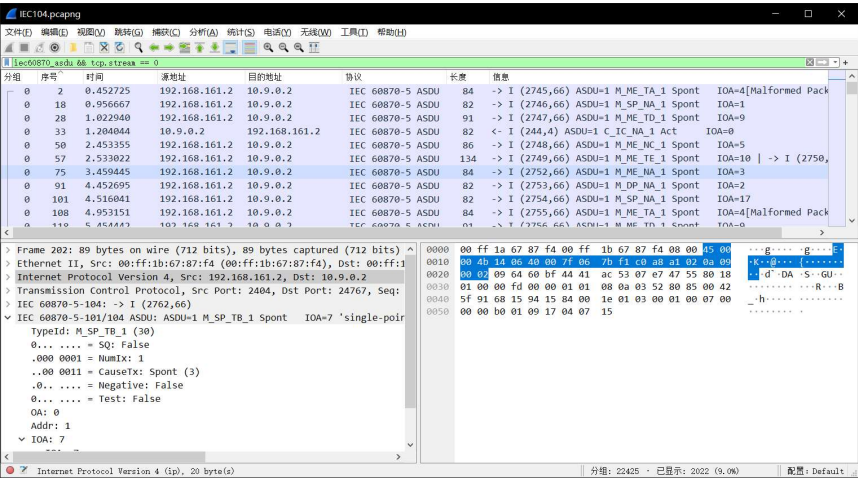 IEC104.pcapng
文件(F) 编辑(E) 视图(V) 跳转(G) 捕获(C) 分析(A) 统计(S) 电话(Y) 无线(W) 工具(T) 帮助(H)
iec60870_asdu && tcp.stream == 0
分组 序号 时间 源地址 目的地址 协议 长度 信息
0 2 0.452725 192.168.161.2 10.9.0.2 IEC 60870-5 ASDU 84 -> I (2745,66) ASDU=1 M_ME_TA_1 Spont IOA=4[Malformed Pack
0 18 0.956667 192.168.161.2 10.9.0.2 IEC 60870-5 ASDU 82 -> I (2746,66) ASDU=1 M_SP_NA_1 Spont IOA=1
0 28 1.022940 192.168.161.2 10.9.0.2 IEC 60870-5 ASDU 91 -> I (2747,66) ASDU=1 M_ME_TD_1 Spont IOA=9
0 33 1.204044 10.9.0.2 192.168.161.2 IEC 60870-5 ASDU 82 <- I (244,4) ASDU=1 C_IC_NA_1 Act IOA=0
0 50 2.453355 192.168.161.2 10.9.0.2 IEC 60870-5 ASDU 86 -> I (2748,66) ASDU=1 M_ME_NC_1 Spont IOA=5
0 57 2.533022 192.168.161.2 10.9.0.2 IEC 60870-5 ASDU 134 -> I (2749,66) ASDU=1 M_ME_TE_1 Spont IOA=10 | -> I (2750,
0 75 3.459445 192.168.161.2 10.9.0.2 IEC 60870-5 ASDU 84 -> I (2752,66) ASDU=1 M_ME_NA_1 Spont IOA=3
0 91 4.452695 192.168.161.2 10.9.0.2 IEC 60870-5 ASDU 82 -> I (2753,66) ASDU=1 M_DP_NA_1 Spont IOA=2
0 101 4.516041 192.168.161.2 10.9.0.2 IEC 60870-5 ASDU 82 -> I (2754,66) ASDU=1 M_SP_NA_1 Spont IOA=17
0 108 4.953151 192.168.161.2 10.9.0.2 IEC 60870-5 ASDU 84 -> I (2755,66) ASDU=1 M_ME_TA_1 Spont IOA=4[Malformed Pack
Frame 202: 89 bytes on wire (712 bits), 89 bytes captured (712 bits)
Ethernet II, Src: 00:ff:1b:67:87:f4 (00:ff:1b:67:87:f4), Dst: 00:ff:1
Internet Protocol Version 4, Src: 192.168.161.2, Dst: 10.9.0.2
Transmission Control Protocol, Src Port: 2404, Dst Port: 24767, Seq:
IEC 60870-5-104: -> I (2762,66)
IEC 60870-5-101/104 ASDU: ASDU=1 M_SP_TB_1 Spont IOA=7 'single-poin
TypeId: M_SP_TB_1 (30)
0... .... = SQ: False
.000 0001 = NumIx: 1
..00 0011 = CauseTx: Spont (3)
.0.. .... = Negative: False
0... .... = Test: False
OA: 0
Addr: 1
IOA: 7
0000 00 ff 1a 67 87 f4 00 ff 1b 67 87 f4 08 00 45 00 ···g···· ·g····E·
0010 00 4b 14 06 40 00 7f 06 7b f1 c0 a8 a1 02 0a 09 ·K··@··· {·······
0020 00 02 09 64 60 bf 44 41 ac 53 07 e7 47 55 80 18 ···d`·DA ·S··GU··
0030 01 00 00 fd 00 00 01 01 08 0a 03 52 80 85 00 42 ········ ···R···B
0040 5f 91 68 15 94 15 84 00 1e 01 03 00 01 00 07 00 _·h····· ········
0050 00 00 b0 01 09 17 04 07 15 ········ ·
Internet Protocol Version 4 (ip), 20 byte(s) 分组: 22425 · 已显示: 2022 (9.0%) 配置: Default